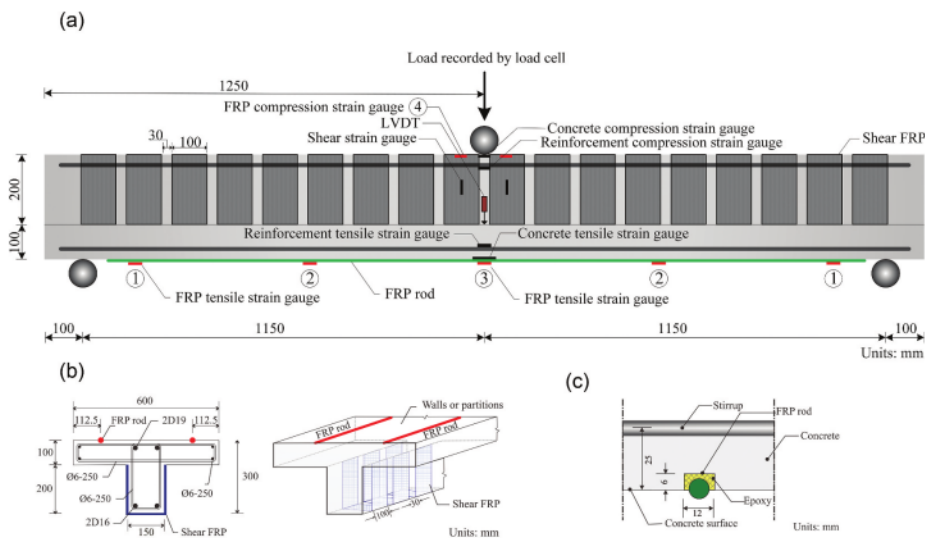 (a)
Load recorded by load cell
1250
FRP compression strain gauge ④
LVDT
Shear strain gauge
Concrete compression strain gauge
Reinforcement compression strain gauge
Shear FRP
30
100
200
100
Reinforcement tensile strain gauge
Concrete tensile strain gauge
① ② ③ ② ①
FRP tensile strain gauge
FRP rod
FRP tensile strain gauge
100 1150 1150 100
Units: mm
(b)
600
112.5 FRP rod 2D19 112.5
100
200
300
Ø6-250
Ø6-250
Ø6-250
2D16
150
Shear FRP
Walls or partitions
FRP rod
FRP rod
Shear FRP
100
30
Units: mm
(c)
Stirrup
FRP rod
Concrete
25
6
Epoxy
12
Concrete surface
Units: mm